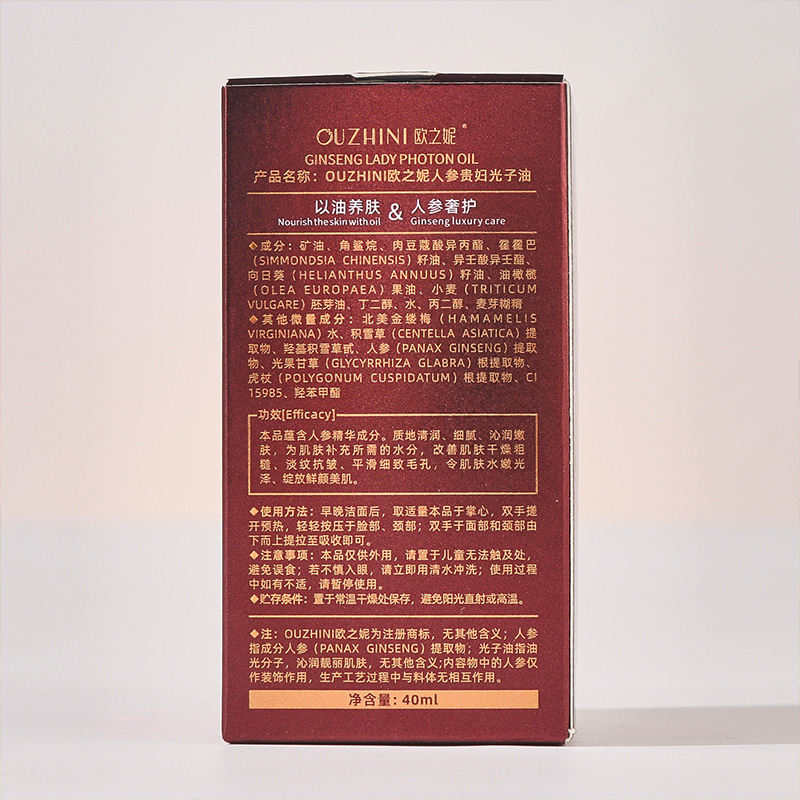 OUZHINI 欧之妮®
GINSENG LADY PHOTON OIL
产品名称：OUZHINI欧之妮人参贵妇光子油
以油养肤 & 人参奢护
Nourish the skin with oil Ginseng luxury care
◆成分：矿油、角鲨烷、肉豆蔻酸异丙酯、霍霍巴
（SIMMONDSIA CHINENSIS）籽油、异壬酸异壬酯、
向日葵（HELIANTHUS ANNUUS）籽油、油橄榄
（OLEA EUROPAEA）果油、小麦（TRITICUM
VULGARE）胚芽油、丁二醇、水、丙二醇、麦芽糊精
◆其他微量成分：北美金缕梅（HAMAMELIS
VIRGINIANA）水、积雪草（CENTELLA ASIATICA）提
取物、羟基积雪草甙、人参（PANAX GINSENG）提取
物、光果甘草（GLYCYRRHIZA GLABRA）根提取物、
虎杖（POLYGONUM CUSPIDATUM）根提取物、CI
15985、羟苯甲酯
功效[Efficacy]
本品蕴含人参精华成分。质地清润、细腻、沁润嫩
肤，为肌肤补充所需的水分，改善肌肤干燥粗
糙、淡纹抗皱、平滑细致毛孔，令肌肤水嫩光
泽、绽放鲜颜美肌。
◆使用方法：早晚洁面后，取适量本品于掌心，双手搓
开预热，轻轻按压于脸部、颈部；双手于面部和颈部由
下而上提拉至吸收即可。
◆注意事项：本品仅供外用，请置于儿童无法触及处，
避免误食；若不慎入眼，请立即用清水冲洗；使用过程
中如有不适，请暂停使用。
◆贮存条件：置于常温干燥处保存，避免阳光直射或高温。
◆注：OUZHINI欧之妮为注册商标，无其他含义；人参
指成分人参（PANAX GINSENG）提取物；光子油指油
光分子，沁润靓丽肌肤，无其他含义;内容物中的人参仅
作装饰作用，生产工艺过程中与料体无相互作用。
净含量：40ml